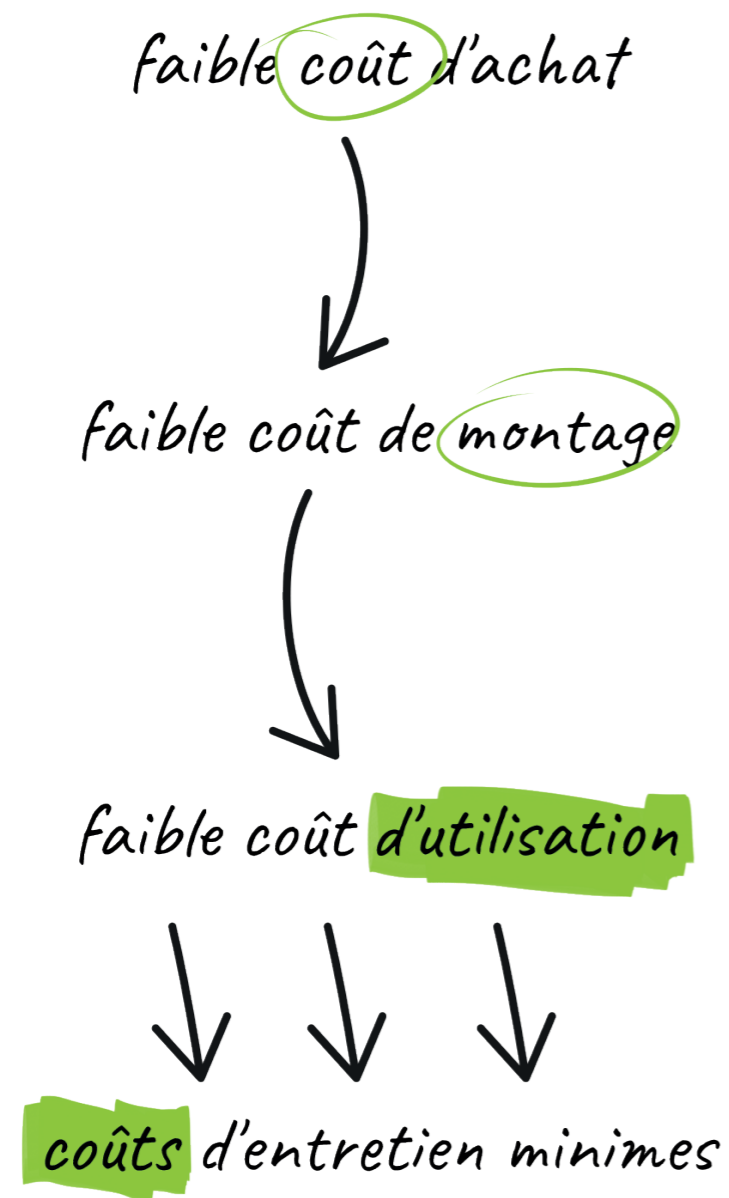 faible coût d'achat
faible coût de montage
faible coût d'utilisation
coûts d'entretien minimes